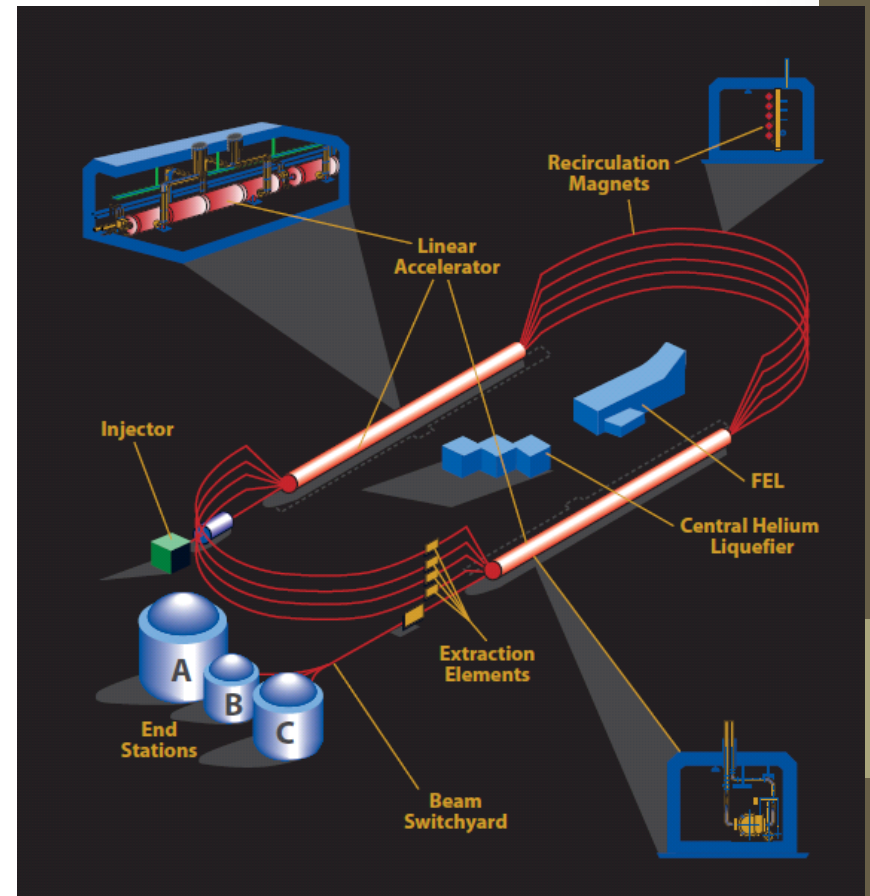 Recirculation
Magnets
Linear
Accelerator
Injector
FEL
Central Helium
Liquefier
Extraction
Elements
A
B
C
End
Stations
Beam
Switchyard